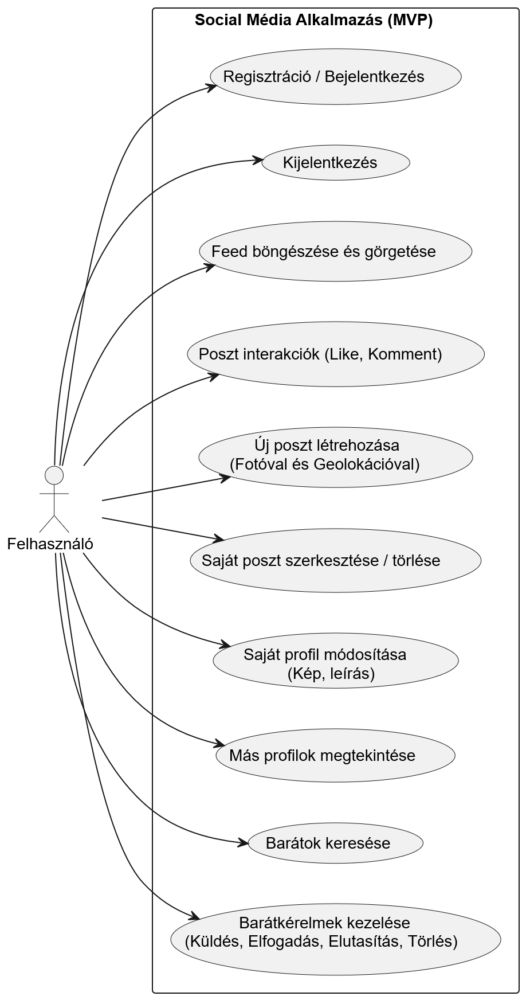 Social Média Alkalmazás (MVP)
Regisztráció / Bejelentkezés
Kijelentkezés
Feed böngészése és görgetése
Poszt interakciók (Like, Komment)
Új poszt létrehozása
(Fotóval és Geolokációval)
Saját poszt szerkesztése / törlése
Felhasználó
Saját profil módosítása
(Kép, leírás)
Más profilok megtekintése
Barátok keresése
Barátkérelmek kezelése
(Küldés, Elfogadás, Elutasítás, Törlés)